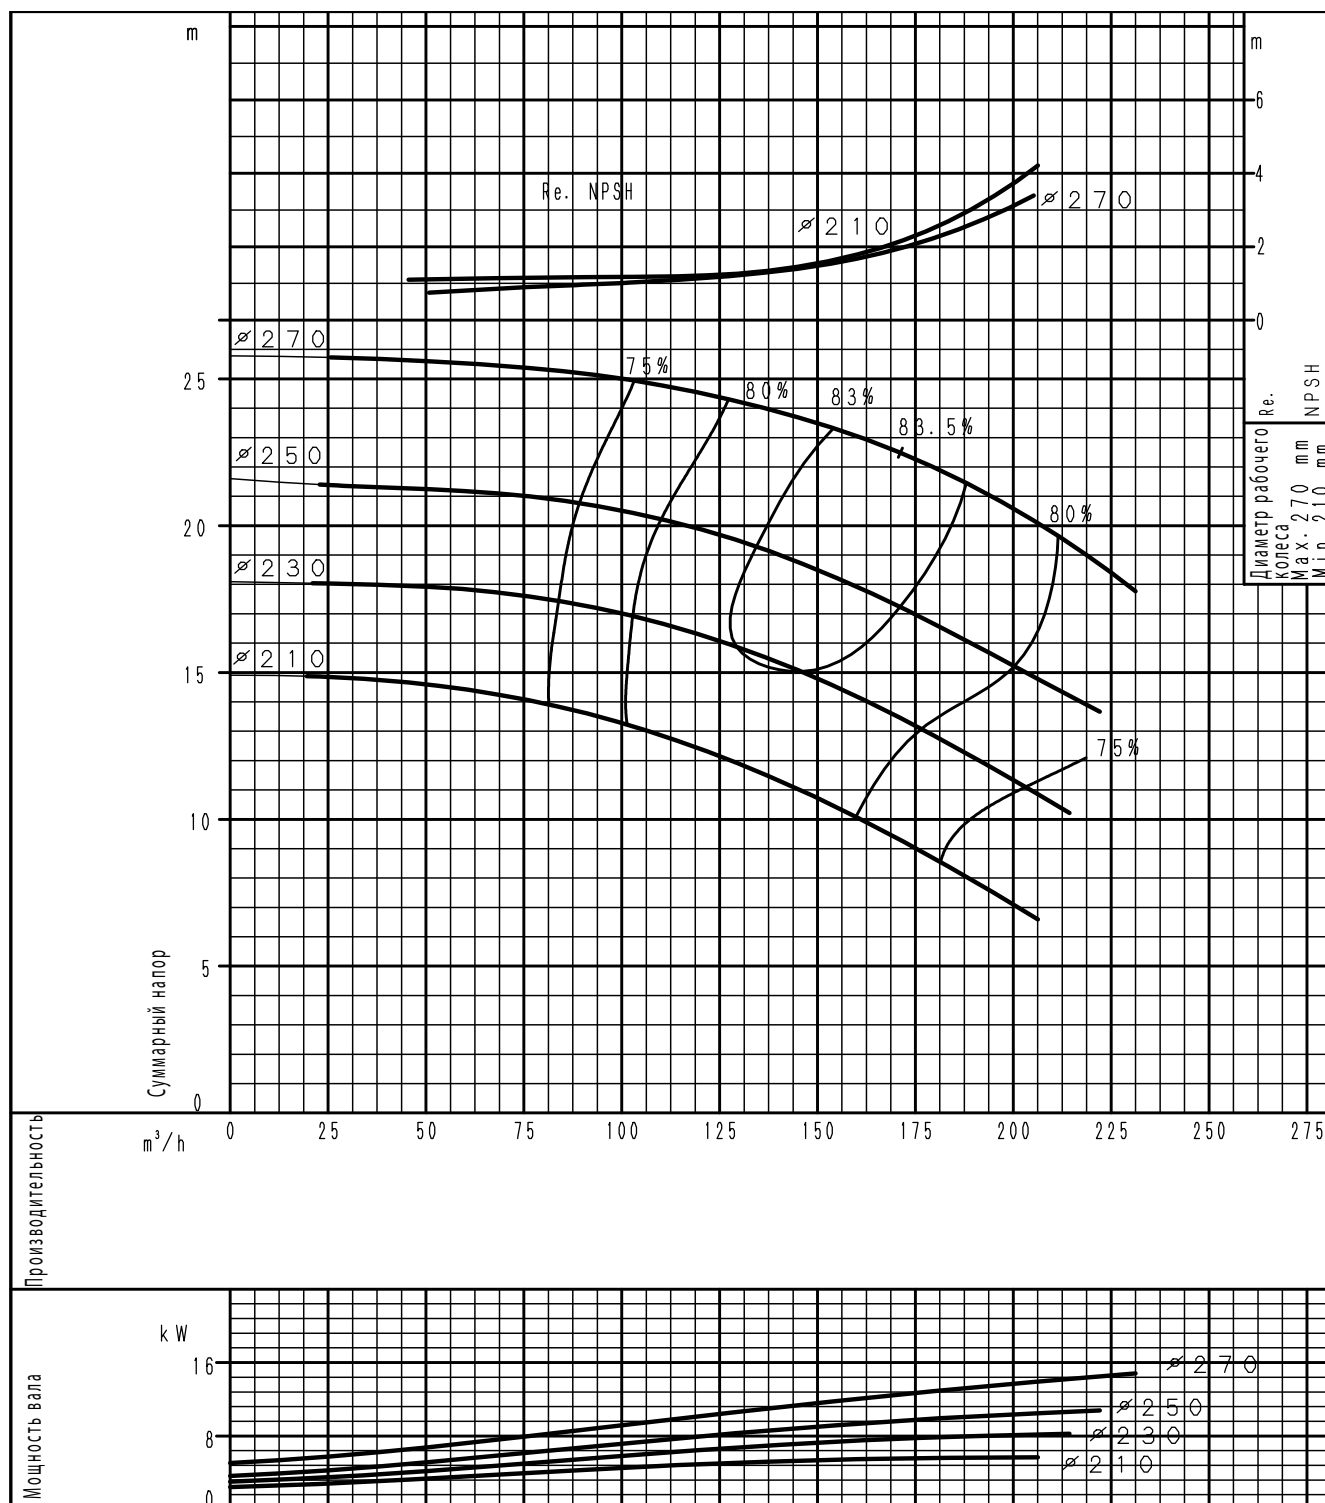 m
m
6
4
Re. NPSH
⌀270
⌀210
2
0
⌀270
75%
25
80%
83%
NPSH
Re.
83.5%
⌀250
Диаметр рабочего
колеса
Max. 270 mm
Min. 210 mm
20
80%
⌀230
⌀210
15
75%
10
5
Суммарный напор
0
Производительность
m³/h
0 25 50 75 100 125 150 175 200 225 250 275
kW
16
⌀270
Мощность вала
⌀250
8
⌀230
⌀210
0